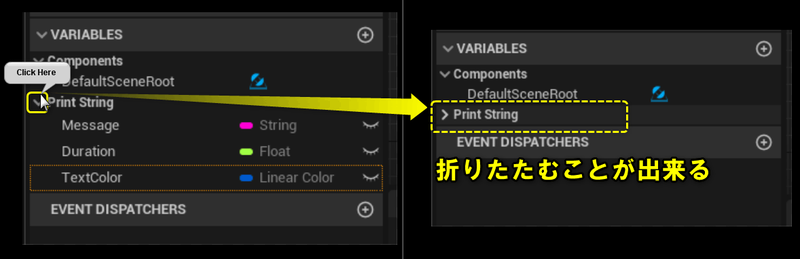 VARIABLES
Components
Click Here
DefaultSceneRoot
Print String
Message String
Duration Float
TextColor Linear Color
EVENT DISPATCHERS
VARIABLES
Components
DefaultSceneRoot
Print String
EVENT DISPATCHERS
折りたたむことが出来る